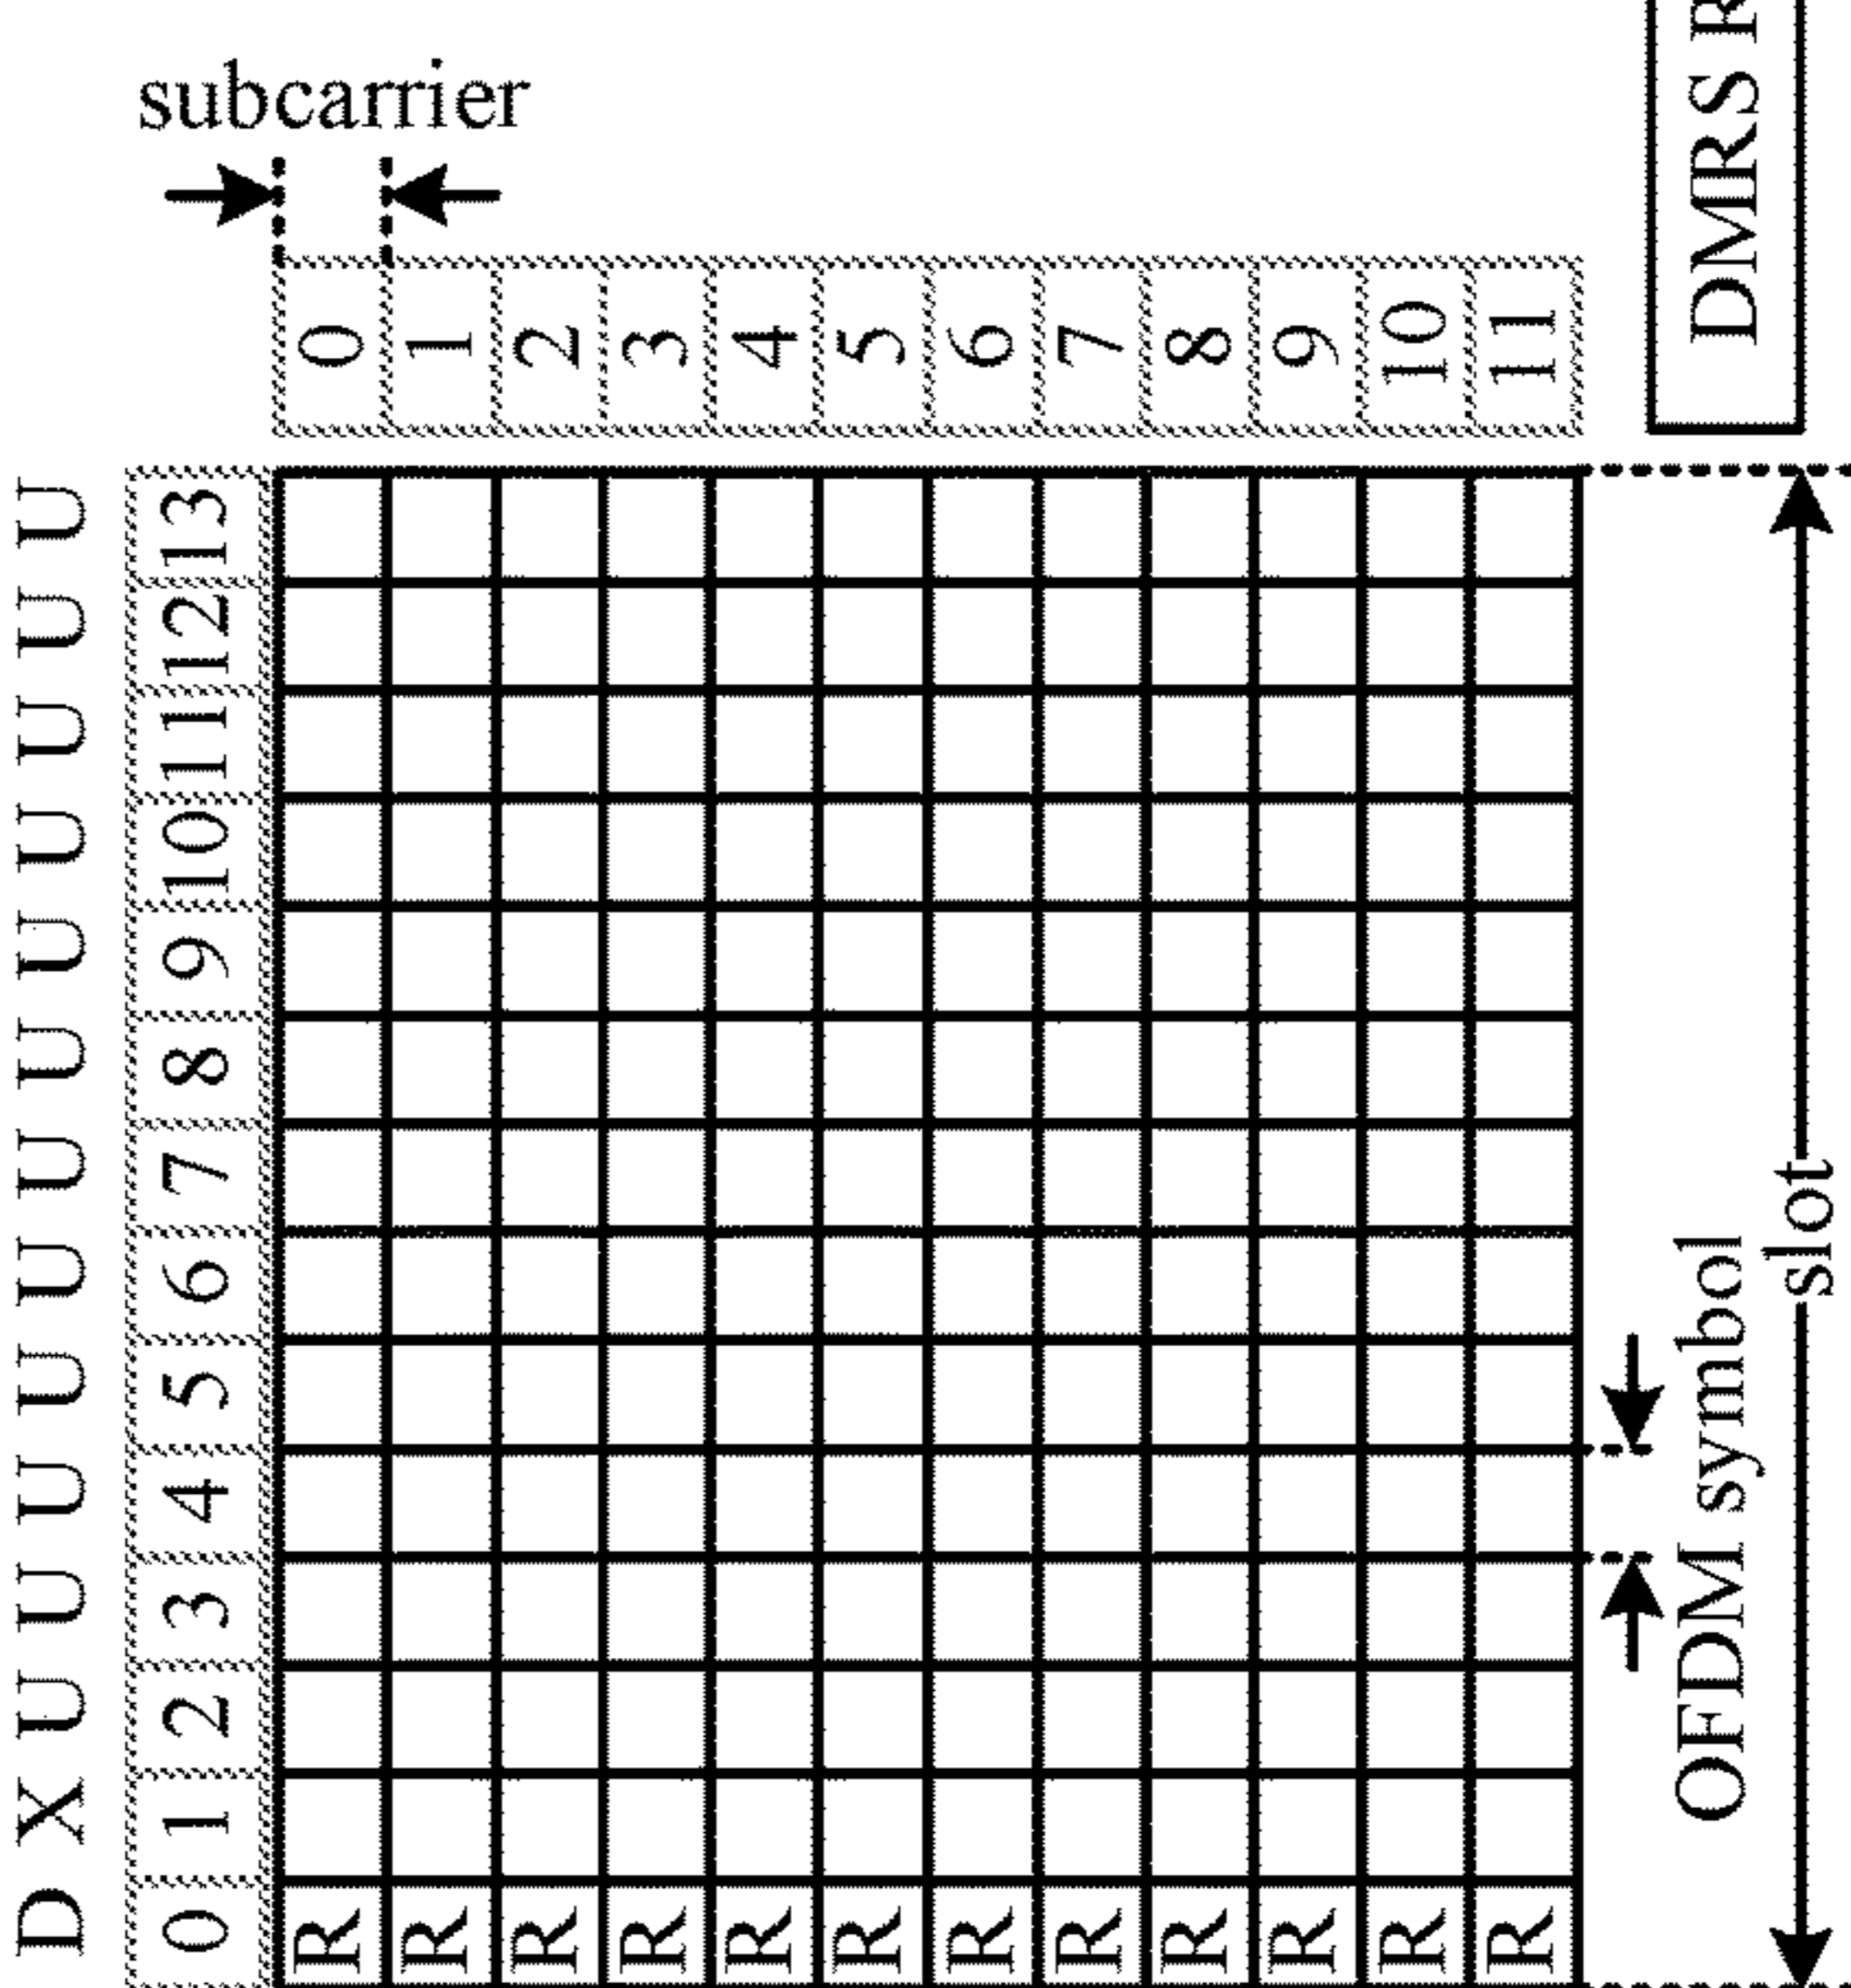 D X U U U U U U U U U U U U
0 1 2 3 4 5 6 7 8 9 10 11 12 13
subcarrier
R 0
R 1
R 2
R 3
R 4
R 5
R 6
R 7
R 8
R 9
R 10
R 11
OFDM symbol
DMRS R
slot